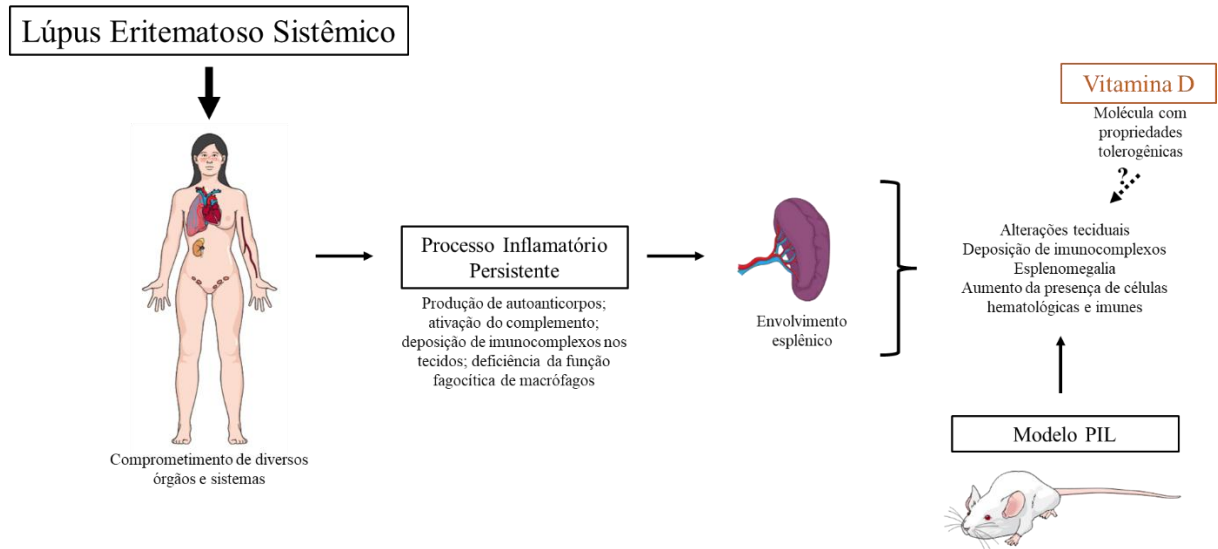 Lúpus Eritematoso Sistêmico
Comprometimento de diversos
órgãos e sistemas
Processo Inflamatório
Persistente
Produção de autoanticorpos;
ativação do complemento;
deposição de imunocomplexos nos
tecidos; deficiência da função
fagocítica de macrófagos
Envolvimento
esplênico
Vitamina D
Molécula com
propriedades
tolerogênicas
?
Alterações teciduais
Deposição de imunocomplexos
Esplenomegalia
Aumento da presença de células
hematológicas e imunes
Modelo PIL